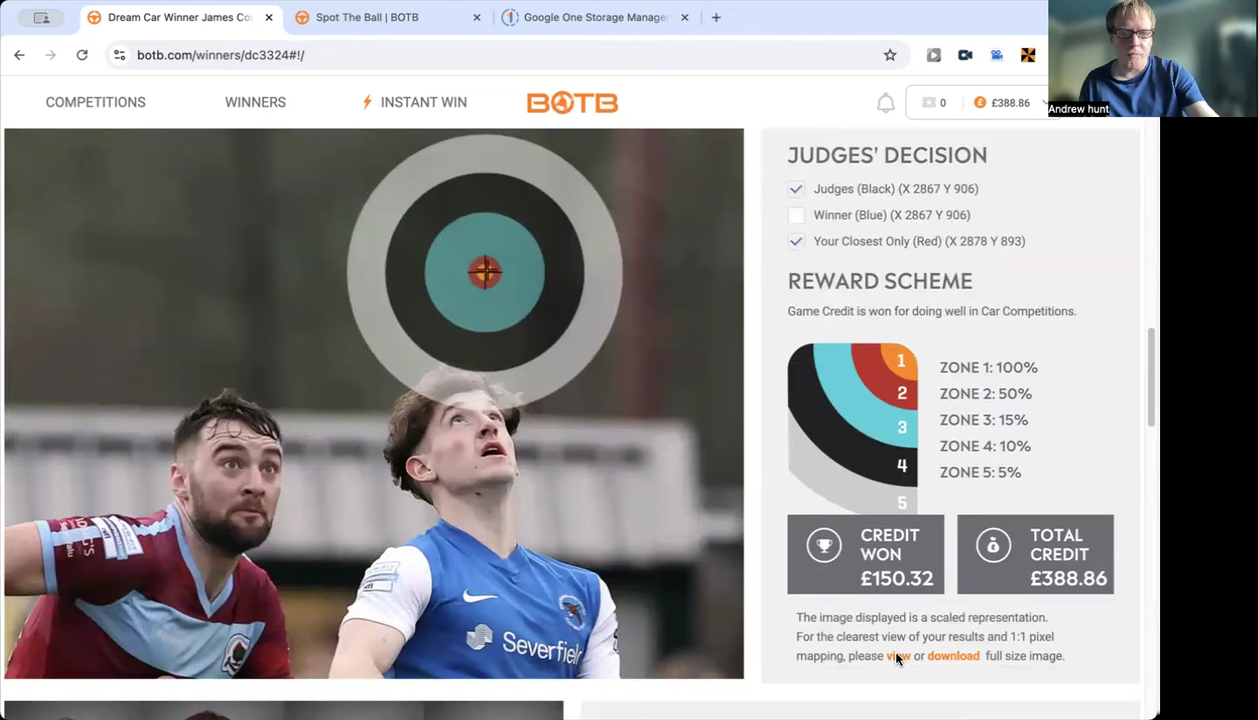 Dream Car Winner James Cou
Spot The Ball | BOTB
Google One Storage Manage
botb.com/winners/dc3324#!/
Andrew hunt
COMPETITIONS
WINNERS
INSTANT WIN
BOTB
0
£388.86
JUDGES' DECISION
Judges (Black) (X 2867 Y 906)
Winner (Blue) (X 2867 Y 906)
Your Closest Only (Red) (X 2878 Y 893)
REWARD SCHEME
Game Credit is won for doing well in Car Competitions.
1
2
3
4
5
ZONE 1: 100%
ZONE 2: 50%
ZONE 3: 15%
ZONE 4: 10%
ZONE 5: 5%
CREDIT
WON
£150.32
TOTAL
CREDIT
£388.86
The image displayed is a scaled representation.
For the clearest view of your results and 1:1 pixel
mapping, please view or download full size image.
Severfield